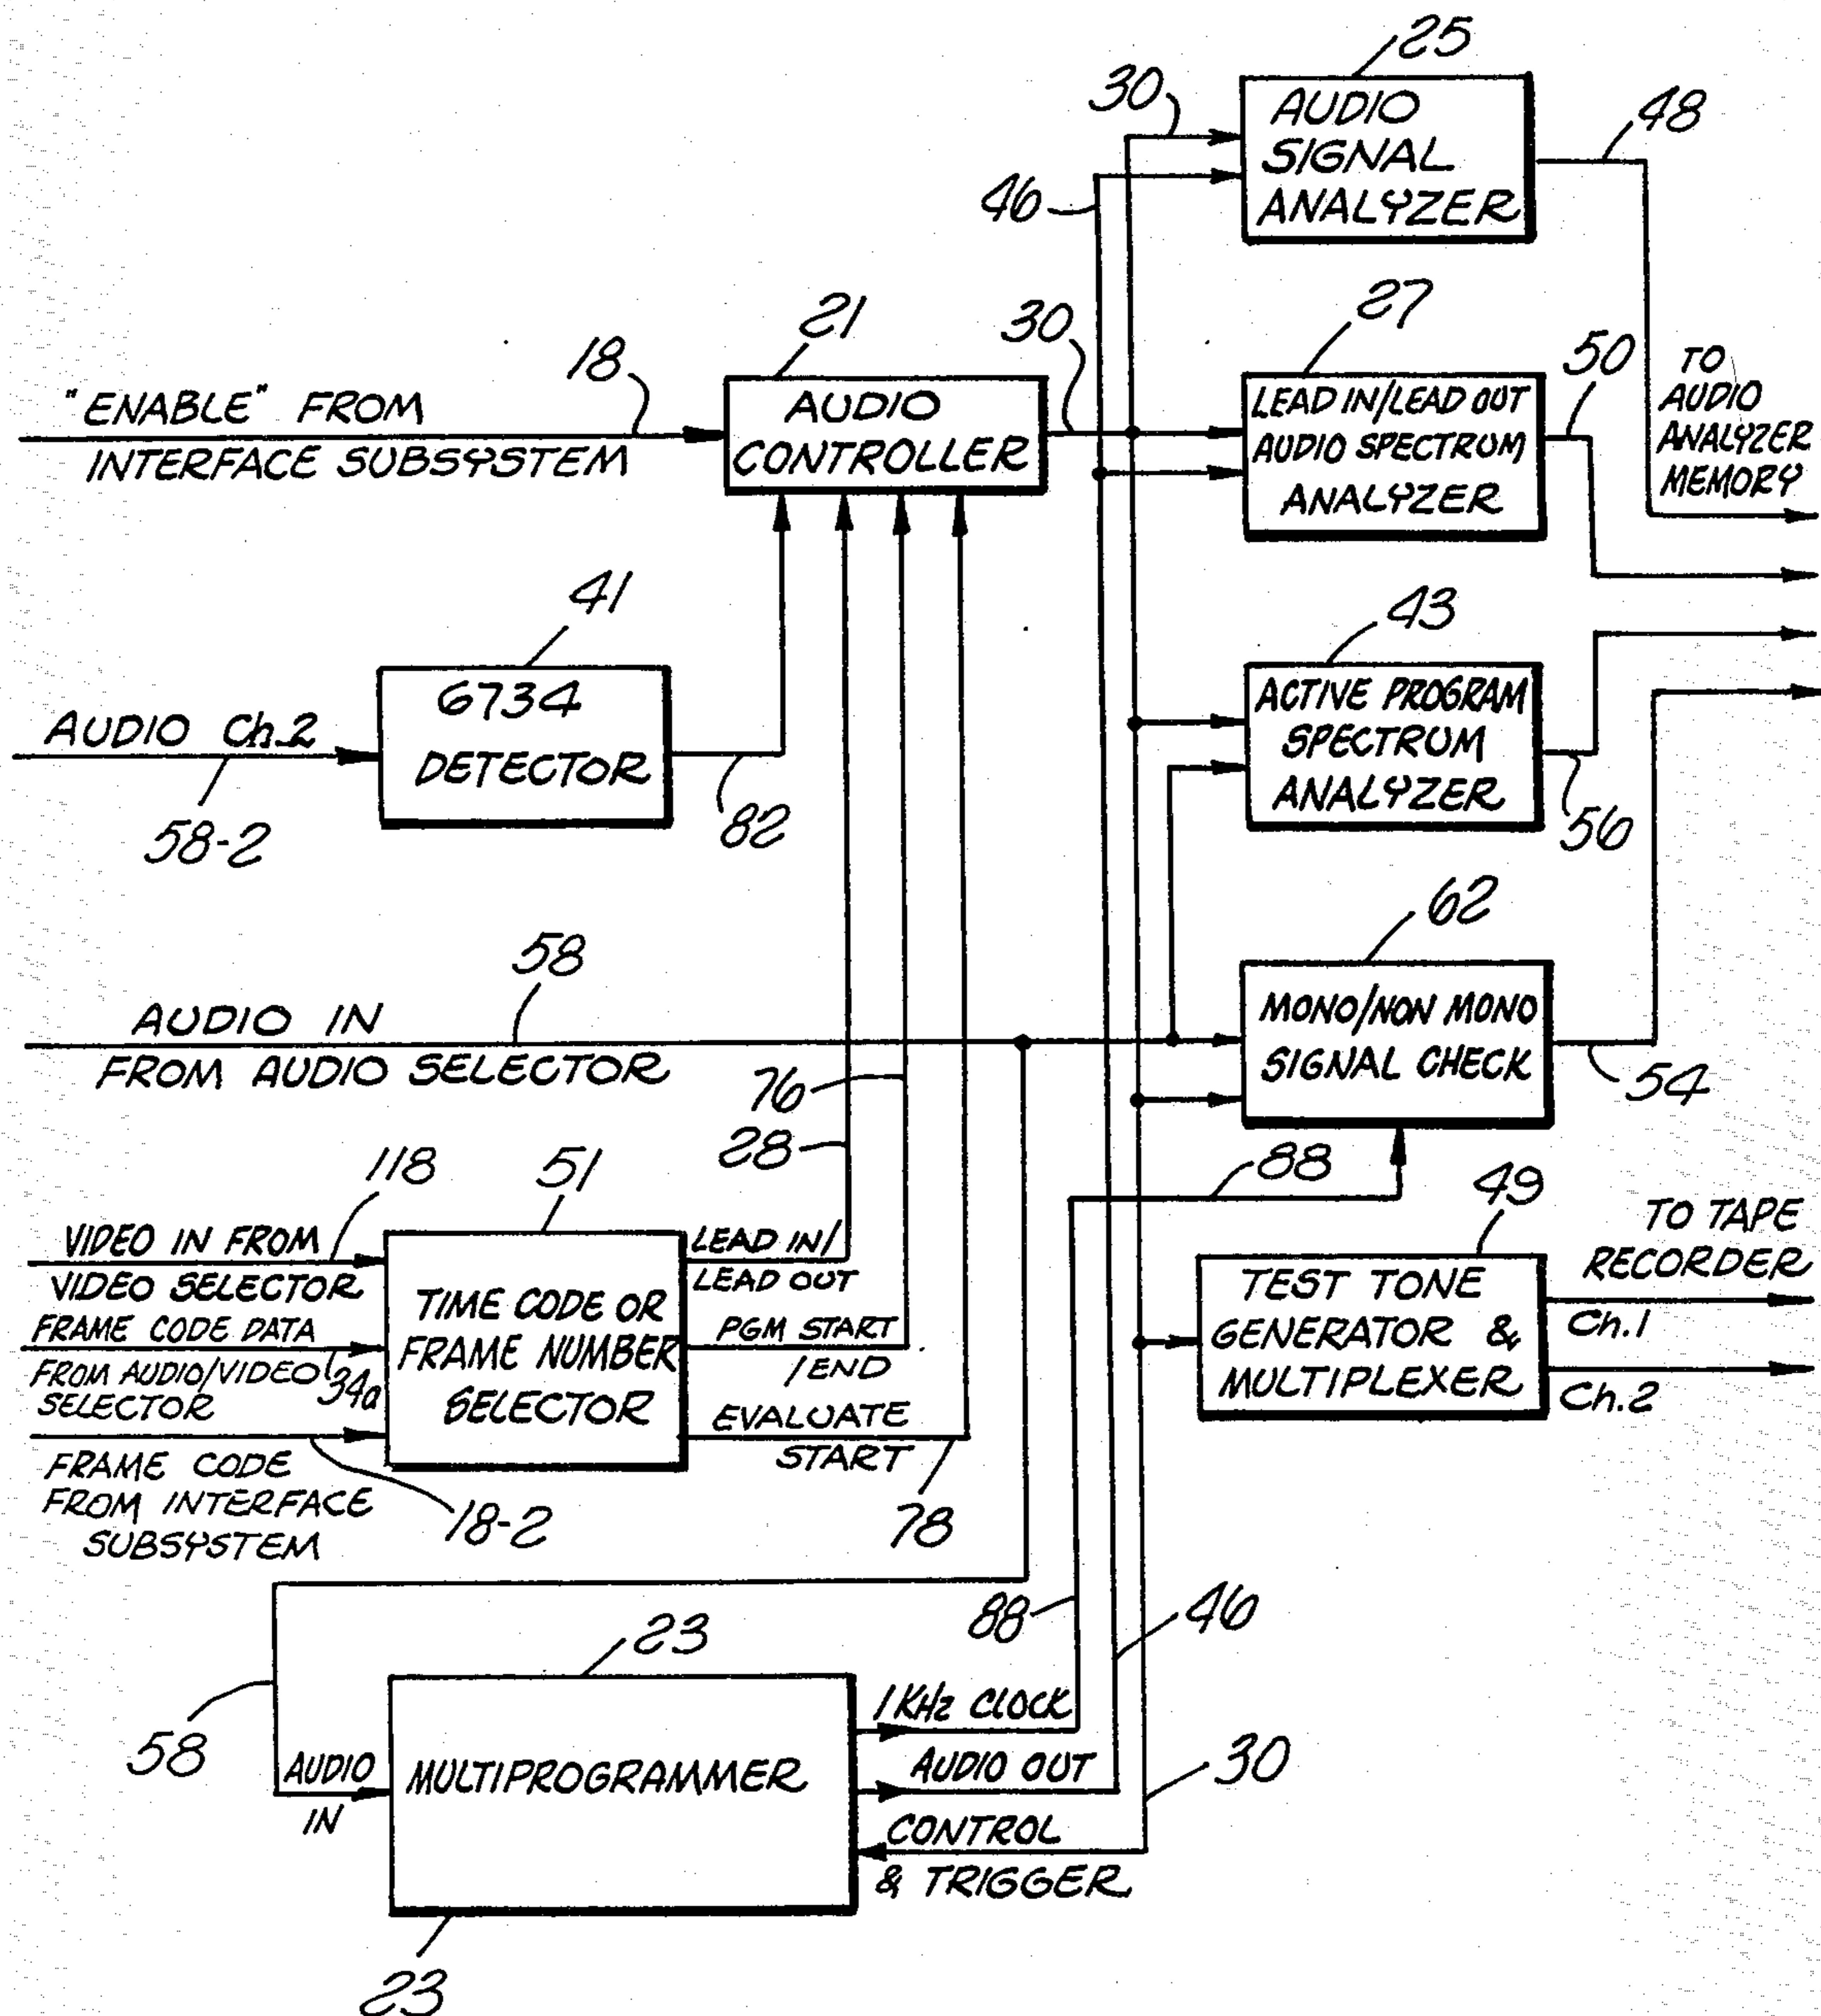 25
30
AUDIO
SIGNAL
ANALYZER
48
46
21
30
27
50
TO
AUDIO
ANALYZER
MEMORY
18
"ENABLE" FROM
INTERFACE SUBSYSTEM
AUDIO
CONTROLLER
LEAD IN/LEAD OUT
AUDIO SPECTRUM
ANALYZER
41
43
6734
DETECTOR
AUDIO Ch.2
58-2
82
ACTIVE PROGRAM
SPECTRUM
ANALYZER
56
62
58
AUDIO IN
FROM AUDIO SELECTOR
MONO/NON MONO
SIGNAL CHECK
54
76
28
88
118
51
49
VIDEO IN FROM
VIDEO SELECTOR
FRAME CODE DATA
FROM AUDIO/VIDEO
SELECTOR
34a
TIME CODE OR
FRAME NUMBER
SELECTOR
LEAD IN/
LEAD OUT
PGM START
/END
EVALUATE
START
TEST TONE
GENERATOR &
MULTIPLEXER
TO TAPE
RECORDER
Ch.1
Ch.2
FRAME CODE
FROM INTERFACE
SUBSYSTEM
18-2
78
88
46
23
58
AUDIO
IN
MULTIPROGRAMMER
1 KHz CLOCK
AUDIO OUT
CONTROL
& TRIGGER
30
23